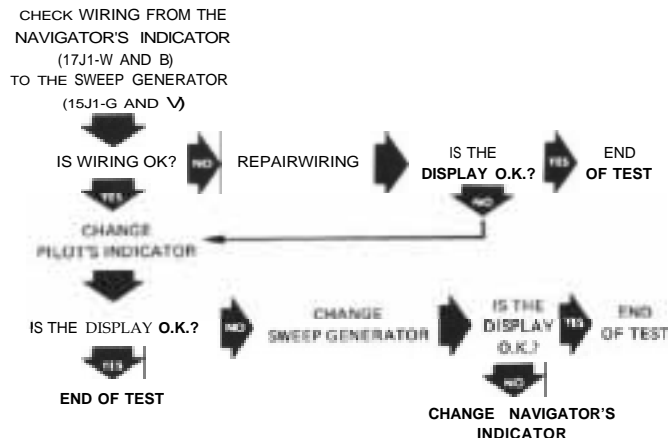 CHECK WIRING FROM THE
NAVIGATOR'S INDICATOR
(17J1-W AND B)
TO THE SWEEP GENERATOR
(15J1-G AND V)
IS WIRING OK?
NO
REPAIRWIRING
IS THE
DISPLAY O.K.?
YES
END
OF TEST
YES
NO
CHANGE
PILOT'S INDICATOR
IS THE DISPLAY O.K.?
NO
CHANGE
SWEEP GENERATOR
IS THE
DISPLAY
O.K.?
YES
END
OF TEST
YES
END OF TEST
NO
CHANGE NAVIGATOR'S
INDICATOR